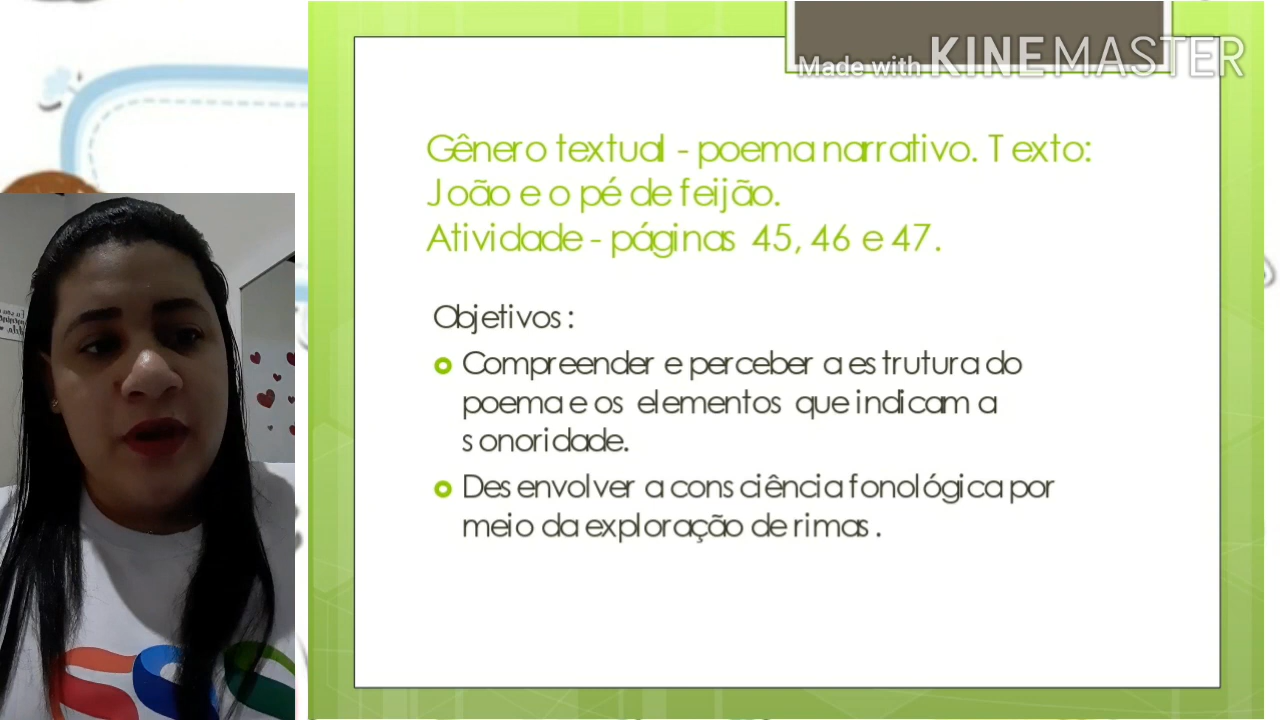 Made with KINEMASTER
Gênero textual - poema narrativo. Texto:
João e o pé de feijão.
Atividade - páginas 45, 46 e 47.
Objetivos:
Compreender e perceber a estrutura do
poema e os elementos que indicam a
sonoridade.
Desenvolver a consciência fonológica por
meio da exploração de rimas.